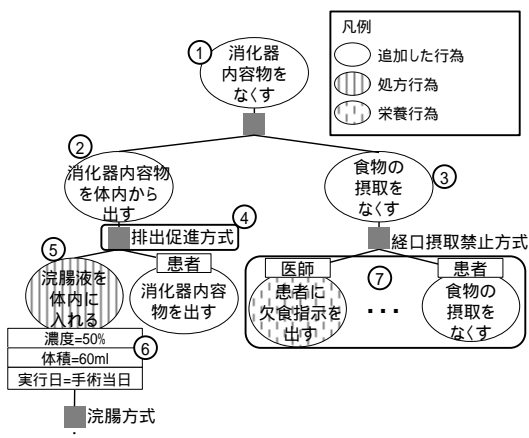 凡例
追加した行為
処方行為
栄養行為
①
消化器
内容物を
なくす
②
消化器内容物
を体内から
出す
③
食物の
摂取を
なくす
④
排出促進方式
経口摂取禁止方式
⑤
浣腸液を
体内に
入れる
患者
消化器内容
物を出す
⑥
濃度=50%
体積=60ml
実行日=手術当日
浣腸方式
⑦
医師
患者に
欠食指示を
出す
...
患者
食物の
摂取を
なくす